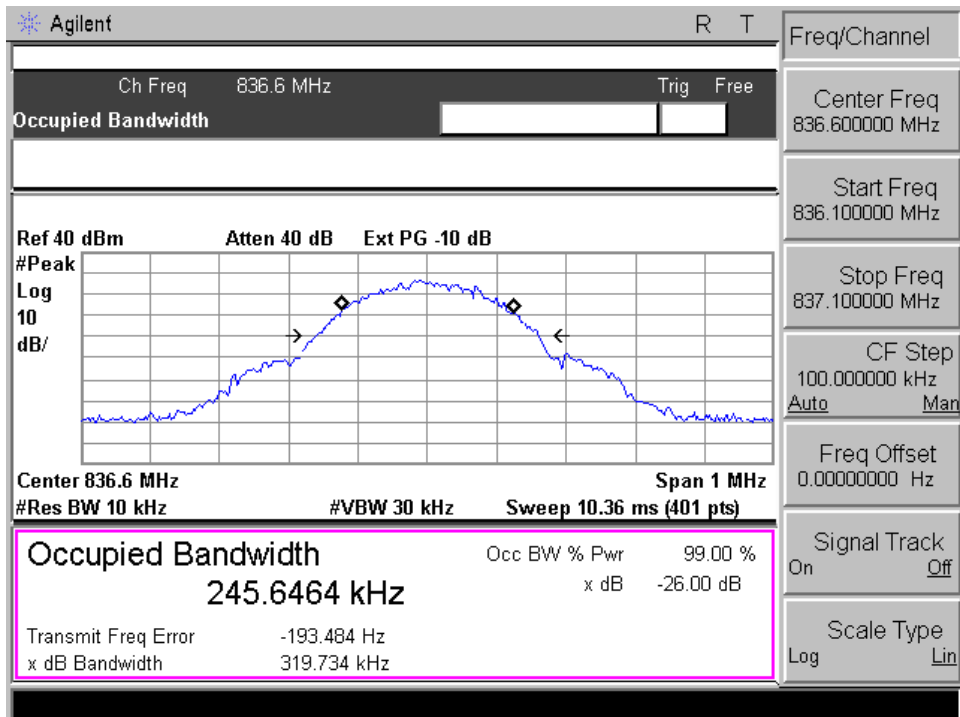 Agilent R T
Ch Freq 836.6 MHz Trig Free
Occupied Bandwidth
Ref 40 dBm Atten 40 dB Ext PG -10 dB
#Peak
Log
10
dB/
Center 836.6 MHz Span 1 MHz
#Res BW 10 kHz #VBW 30 kHz Sweep 10.36 ms (401 pts)
Occupied Bandwidth Occ BW % Pwr 99.00 %
245.6464 kHz x dB -26.00 dB
Transmit Freq Error -193.484 Hz
x dB Bandwidth 319.734 kHz
Freq/Channel
Center Freq
836.600000 MHz
Start Freq
836.100000 MHz
Stop Freq
837.100000 MHz
CF Step
100.000000 kHz
Auto Man
Freq Offset
0.00000000 Hz
Signal Track
On Off
Scale Type
Log Lin